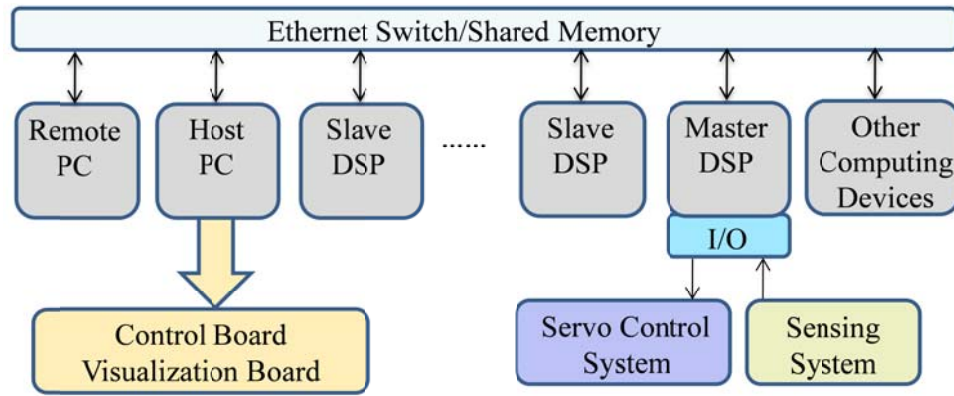 Ethernet Switch/Shared Memory
Remote
PC
Host
PC
Slave
DSP
......
Slave
DSP
Master
DSP
Other
Computing
Devices
I/O
Control Board
Visualization Board
Servo Control
System
Sensing
System